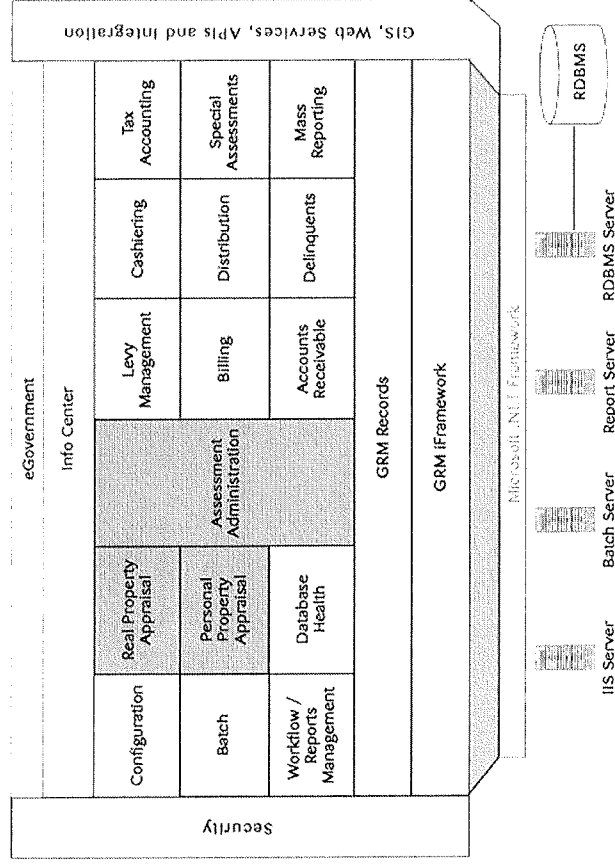 eGovernment
Info Center
Security
GIS, Web Services, APIs and Integration
Configuration
Real Property
Appraisal
Assessment
Administration
Levy
Management
Cashiering
Tax
Accounting
Batch
Personal
Property
Appraisal
Billing
Distribution
Special
Assessments
Workflow /
Reports
Management
Database
Health
Accounts
Receivable
Delinquents
Mass
Reporting
GRM Records
GRM iFramework
Microsoft .NET Framework
IIS Server
Batch Server
Report Server
RDBMS Server
RDBMS